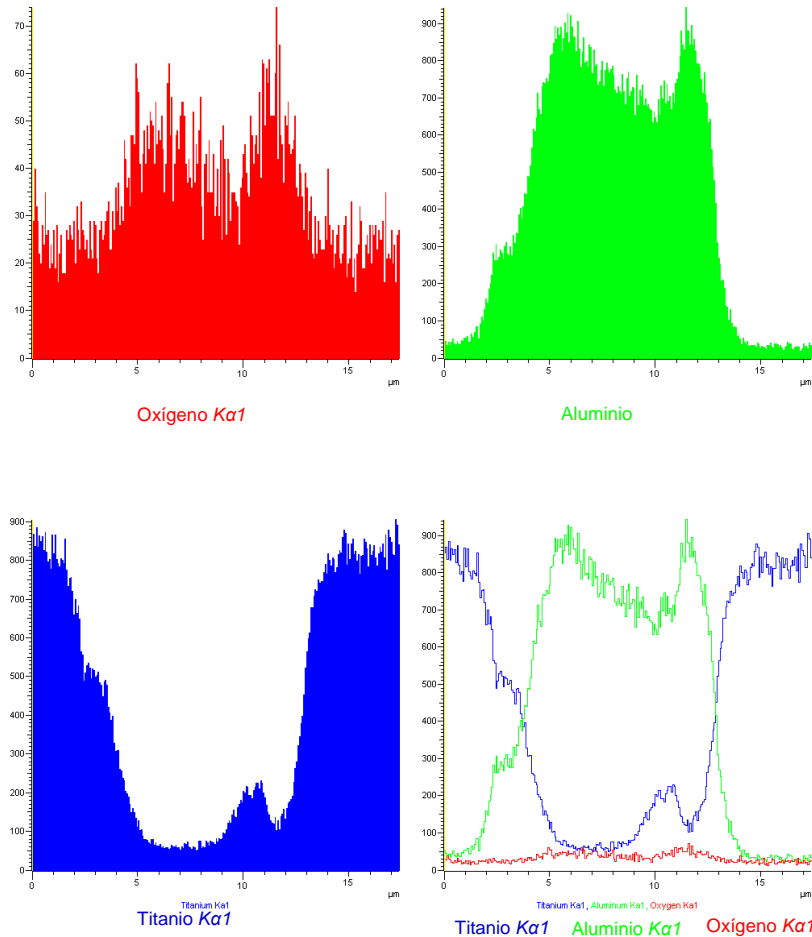 70
60
50
40
30
20
10
0
0 5 10 15
µm
Oxígeno Kα1
900
800
700
600
500
400
300
200
100
0
0 5 10 15
µm
Aluminio
900
800
700
600
500
400
300
200
100
0
0 5 10 15
µm
Titanium Ka1
Titanio Kα1
900
800
700
600
500
400
300
200
100
0
0 5 10 15
µm
Titanium Ka1, Aluminum Ka1, Oxygen Ka1
Titanio Kα1 Aluminio Kα1 Oxígeno Kα1